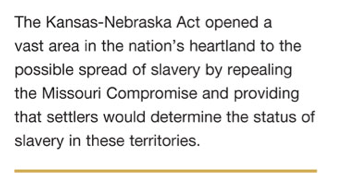 The Kansas-Nebraska Act opened a
vast area in the nation's heartland to the
possible spread of slavery by repealing
the Missouri Compromise and providing
that settlers would determine the status of
slavery in these territories.